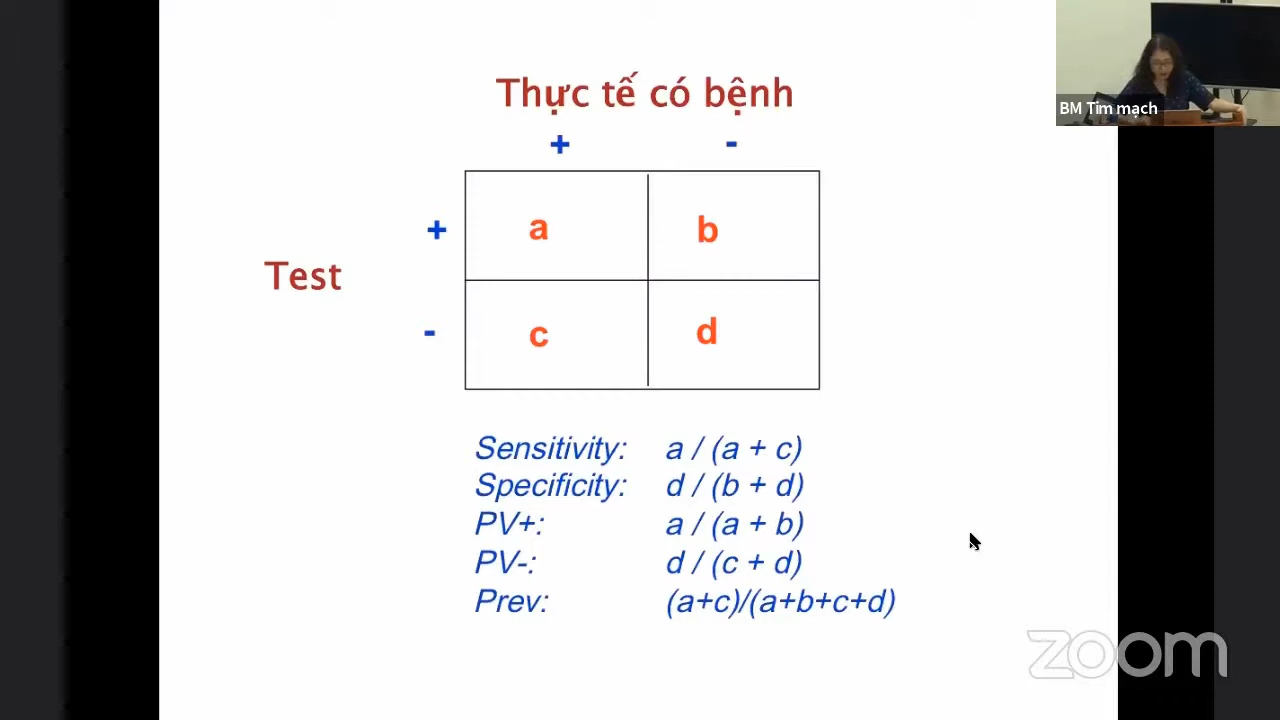 BM Tim mạch
Thực tế có bệnh
+ -
+ a b
Test
- c d
Sensitivity: a / (a + c)
Specificity: d / (b + d)
PV+: a / (a + b)
PV-: d / (c + d)
Prev: (a+c)/(a+b+c+d)
zoom